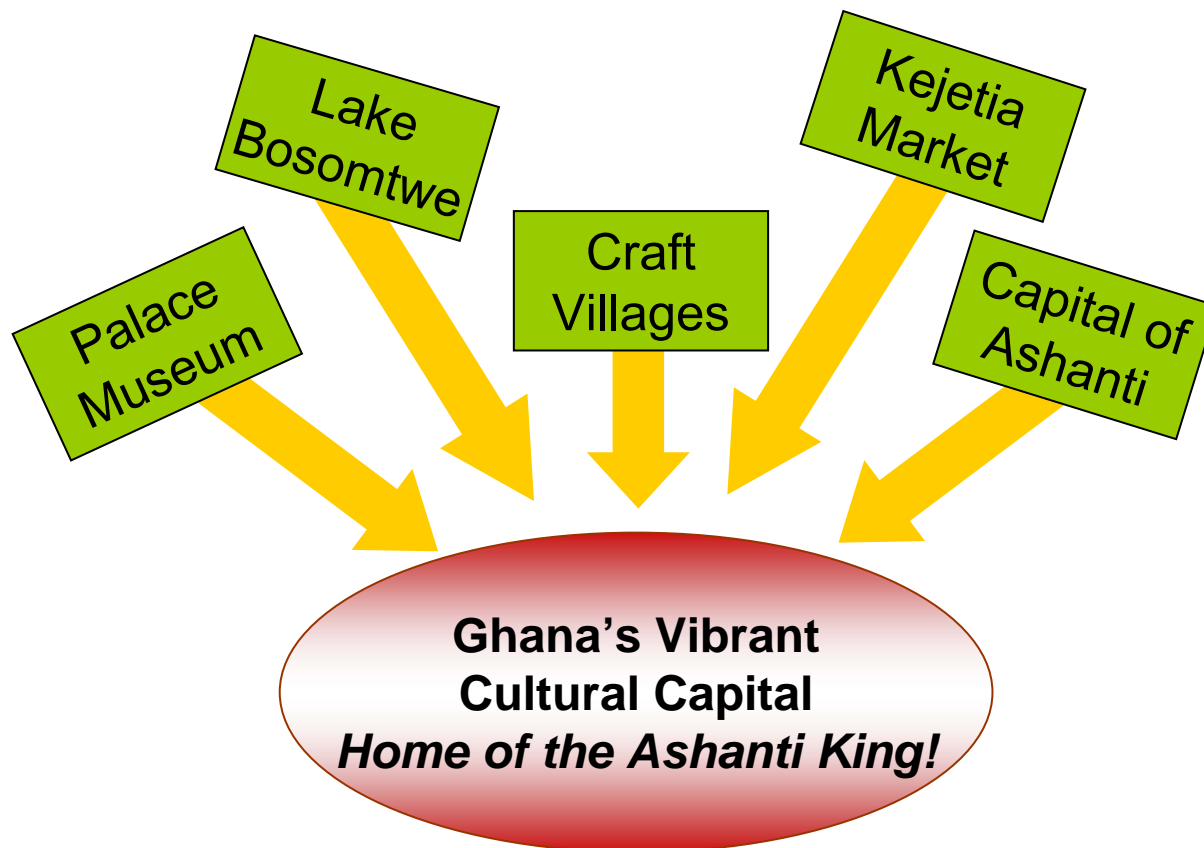 Lake
Bosomtwe
Kejetia
Market
Palace
Museum
Craft
Villages
Capital of
Ashanti
Ghana’s Vibrant
Cultural Capital
Home of the Ashanti King!